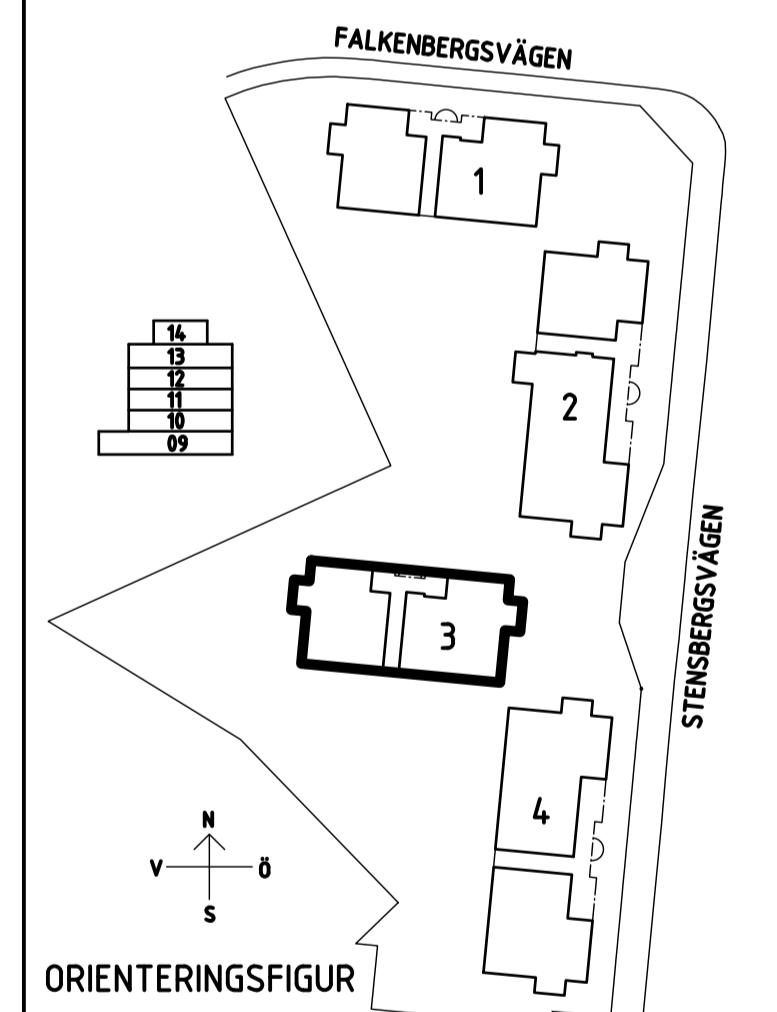 FALKENBERGSVÄGEN
1
14
13
12
11
10
09
2
STENSBERGSVÄGEN
3
4
N
V Ö
S
ORIENTERINGSFIGUR